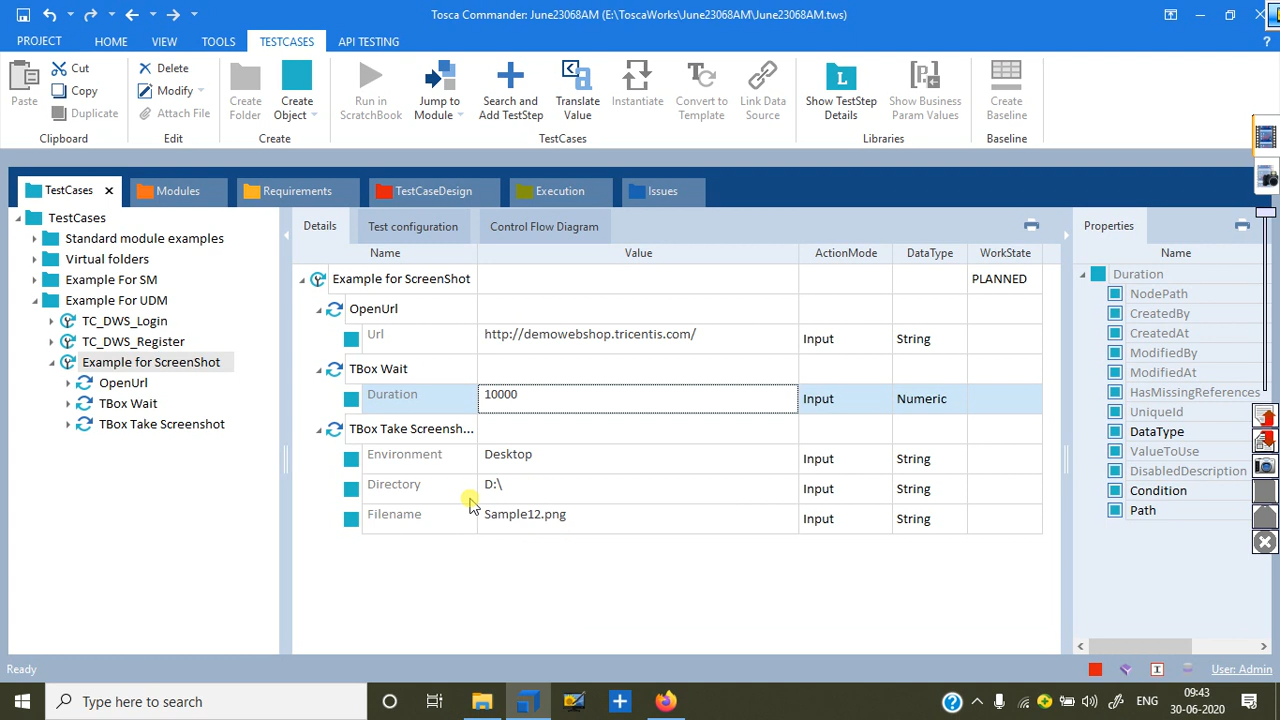 Tosca Commander: June23068AM (E:\ToscaWorks\June23068AM\June23068AM.tws)
PROJECT HOME VIEW TOOLS TESTCASES API TESTING
Paste
Cut
Copy
Duplicate
Clipboard
Delete
Modify
Attach File
Edit
Create Folder
Create Object
Create
Run in ScratchBook
Jump to Module
Search and Add TestStep
Translate Value
Instantiate
Convert to Template
Link Data Source
TestCases
Show TestStep Details
Show Business Param Values
Libraries
Create Baseline
Baseline
TestCases Modules Requirements TestCaseDesign Execution Issues
TestCases
Standard module examples
Virtual folders
Example For SM
Example For UDM
TC_DWS_Login
TC_DWS_Register
Example for ScreenShot
OpenUrl
TBox Wait
TBox Take Screenshot
Details Test configuration Control Flow Diagram
Name Value ActionMode DataType WorkState
Example for ScreenShot PLANNED
OpenUrl
Url http://demowebshop.tricentis.com/ Input String
TBox Wait
Duration 10000 Input Numeric
TBox Take Screensh...
Environment Desktop Input String
Directory D:\ Input String
Filename Sample12.png Input String
Properties
Name
Duration
NodePath
CreatedBy
CreatedAt
ModifiedBy
ModifiedAt
HasMissingReferences
UniqueId
DataType
ValueToUse
DisabledDescription
Condition
Path
Ready
User: Admin
Type here to search
ENG
09:43
30-06-2020